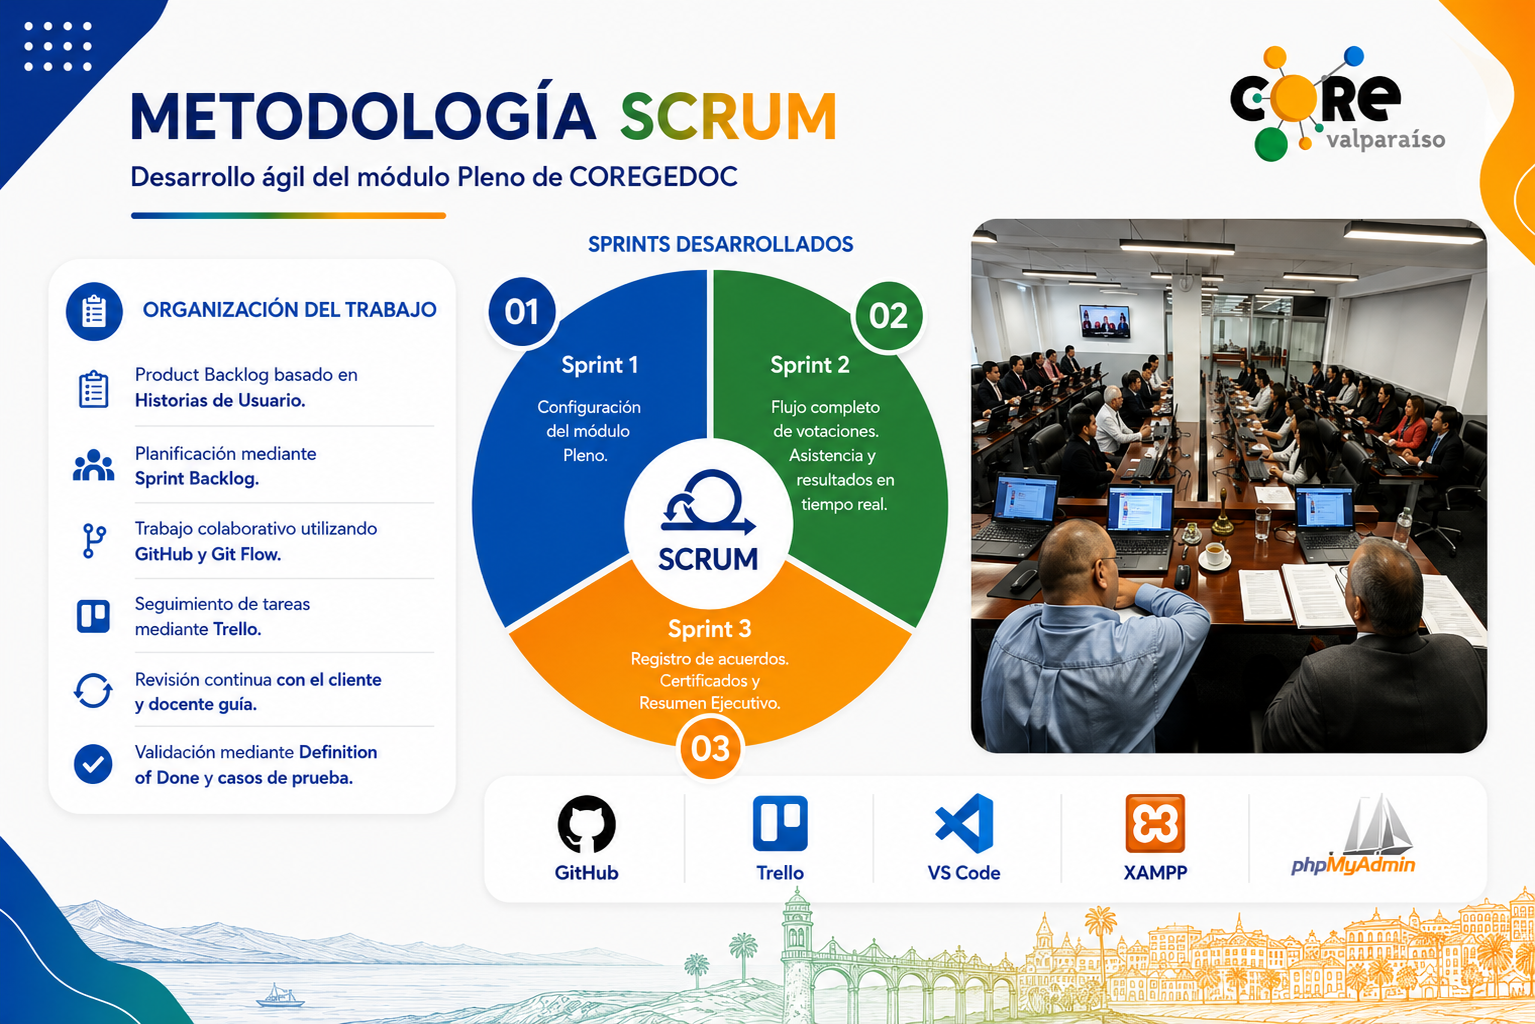 METODOLOGÍA SCRUM
Desarrollo ágil del módulo Pleno de COREGEDOC
CORe
valparaíso
ORGANIZACIÓN DEL TRABAJO
Product Backlog basado en
Historias de Usuario.
Planificación mediante
Sprint Backlog.
Trabajo colaborativo utilizando
GitHub y Git Flow.
Seguimiento de tareas
mediante Trello.
Revisión continua con el cliente
y docente guía.
Validación mediante Definition
of Done y casos de prueba.
SPRINTS DESARROLLADOS
01
Sprint 1
Configuración
del módulo
Pleno.
02
Sprint 2
Flujo completo
de votaciones.
Asistencia y
resultados en
tiempo real.
SCRUM
Sprint 3
Registro de acuerdos.
Certificados y
Resumen Ejecutivo.
03
GitHub
Trello
VS Code
XAMPP
phpMyAdmin